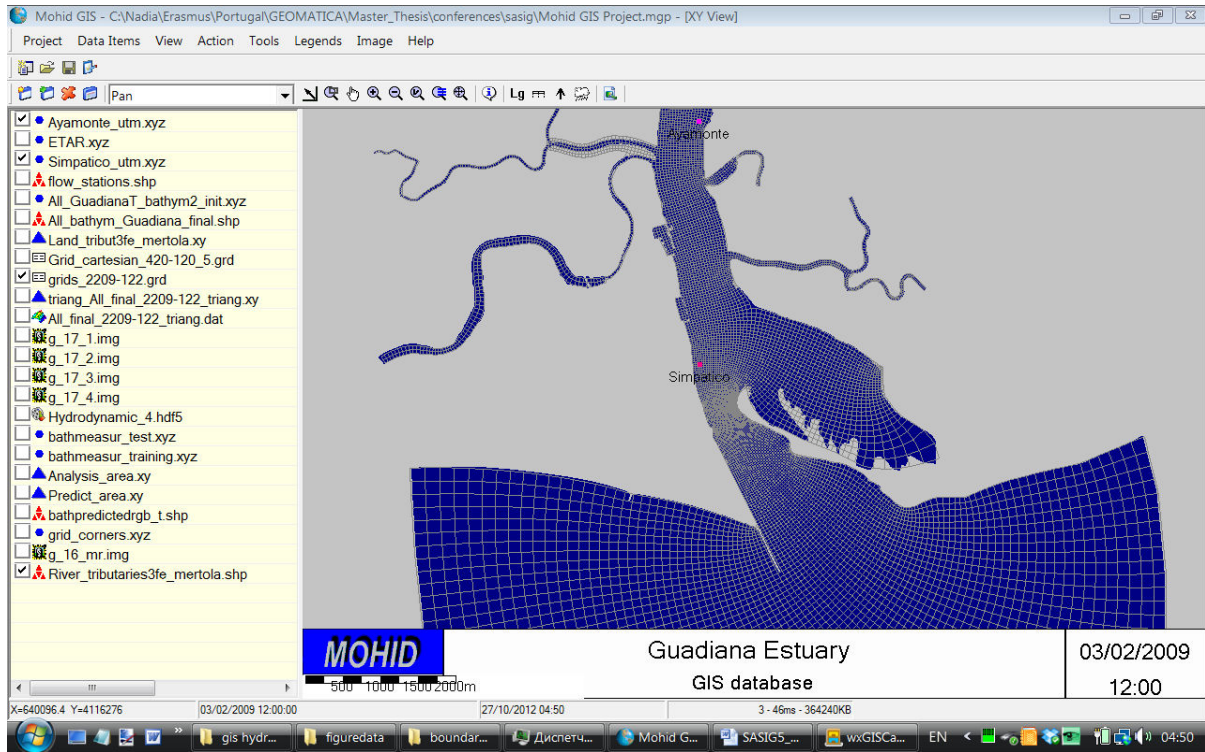 Mohid GIS - C:\Nadia\Erasmus\Portugal\GEOMATICA\Master_Thesis\conferences\sasig\Mohid GIS Project.mgp - [XY View]
Project Data Items View Action Tools Legends Image Help
Pan
Lg
Ayamonte_utm.xyz
ETAR.xyz
Simpatico_utm.xyz
flow_stations.shp
All_GuadianaT_bathym2_init.xyz
All_bathym_Guadiana_final.shp
Land_tribut3fe_mertola.xy
Grid_cartesian_420-120_5.grd
grids_2209-122.grd
triang_All_final_2209-122_triang.xy
All_final_2209-122_triang.dat
g_17_1.img
g_17_2.img
g_17_3.img
g_17_4.img
Hydrodynamic_4.hdf5
bathmeasur_test.xyz
bathmeasur_training.xyz
Analysis_area.xy
Predict_area.xy
bathpredictedrgb_t.shp
grid_corners.xyz
g_16_mr.img
River_tributaries3fe_mertola.shp
Ayamonte
Simpatico
MOHID
500 1000 1500 2000m
Guadiana Estuary
GIS database
03/02/2009
12:00
X=640096.4 Y=4116276 03/02/2009 12:00:00 27/10/2012 04:50 3 - 46ms - 364240KB
gis hydr... figuredata boundar... Диспетч... Mohid G... SASIG5_... wxGISCa... EN 04:50